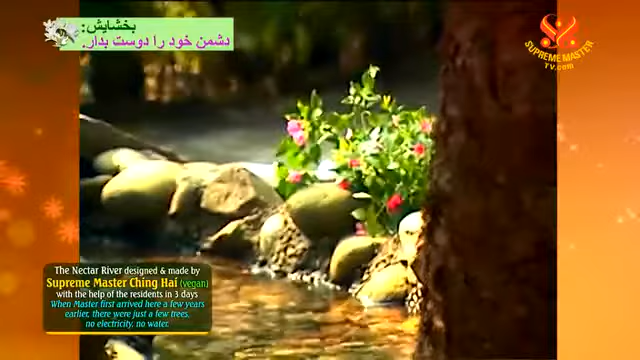 بخشایش:
دشمن خود را دوست بدار.
SUPREME MASTER
TV.com
The Nectar River designed & made by
Supreme Master Ching Hai (vegan)
with the help of the residents in 3 days
When Master first arrived here a few years
earlier, there were just a few trees,
no electricity, no water.